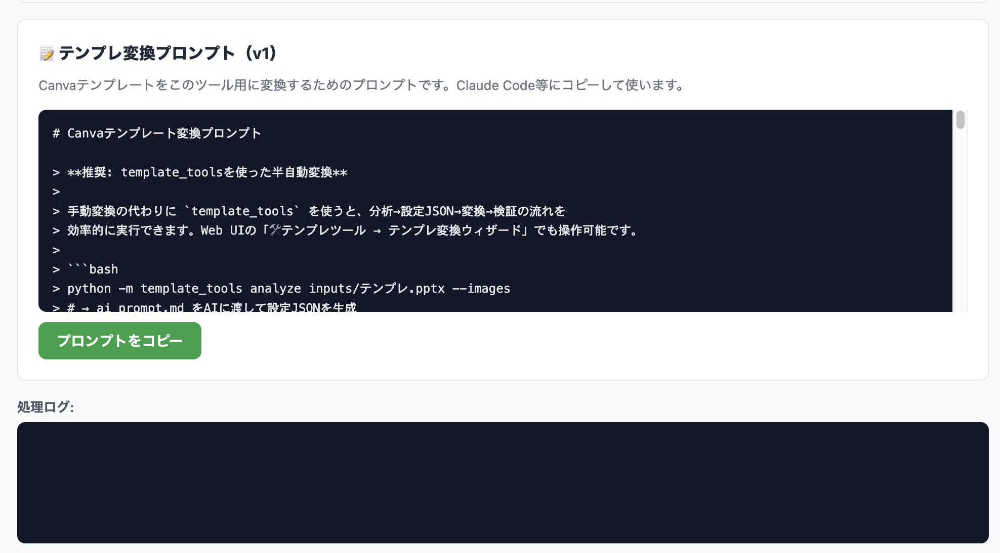 📝 テンプレ変換プロンプト（v1）
Canvaテンプレートをこのツール用に変換するためのプロンプトです。Claude Code等にコピーして使います。
# Canvaテンプレート変換プロンプト
> **推奨: template_toolsを使った半自動変換**
>
> 手動変換の代わりに `template_tools` を使うと、分析→設定JSON→変換→検証の流れを
> 効率的に実行できます。Web UIの「🛠テンプレツール → テンプレ変換ウィザード」でも操作可能です。
>
> ```bash
> python -m template_tools analyze inputs/テンプレ.pptx --images
> # → ai_prompt.md をAIに渡して設定JSONを生成
プロンプトをコピー
処理ログ: